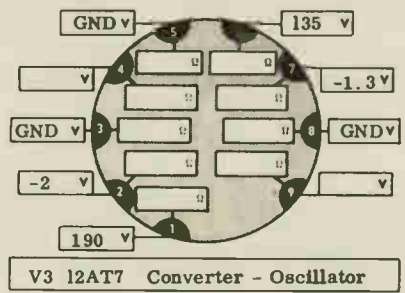 GND V 135 V
5
Ω Ω
V 4 7 -1.3 V
Ω Ω
GND V 3 Ω Ω 8 GND V
Ω Ω
-2 V 2 9 V
Ω
190 V 1
V3 12AT7 Converter - Oscillator